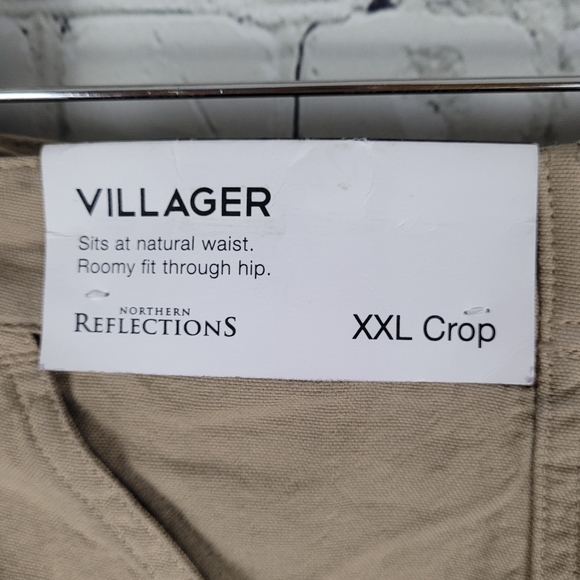 VILLAGER
Sits at natural waist.
Roomy fit through hip.
NORTHERN
REFLECTIONS
XXL Crop